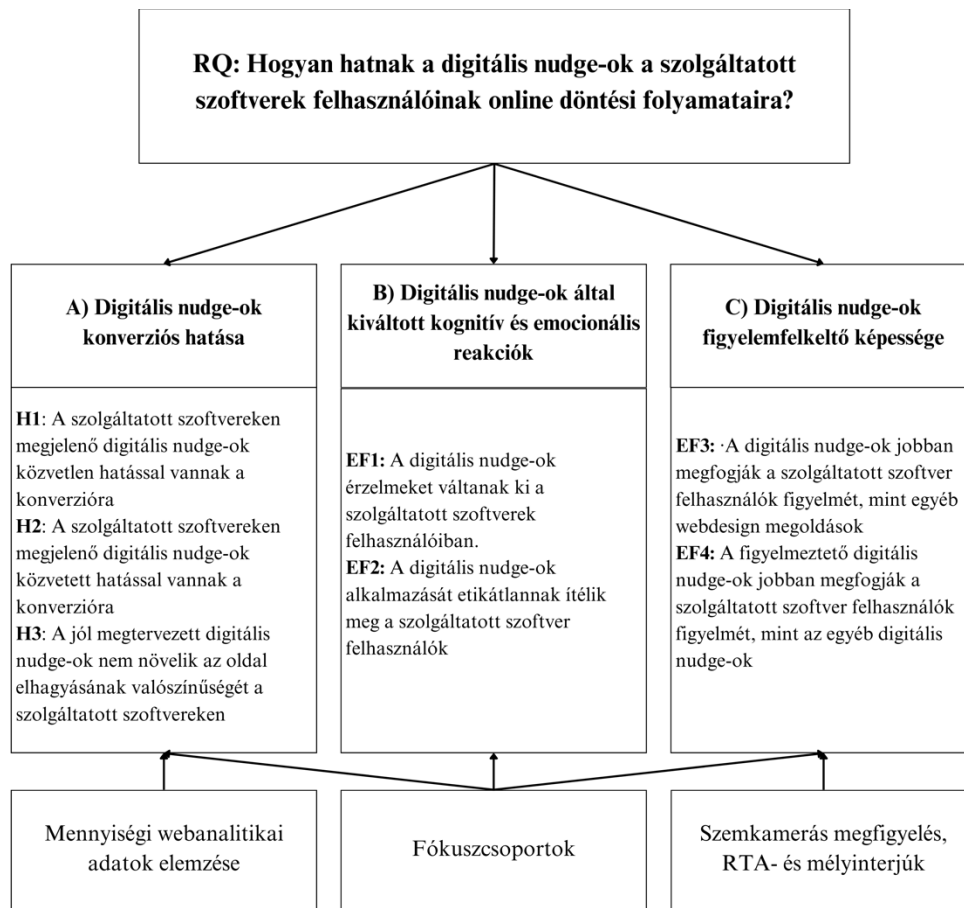 RQ: Hogyan hatnak a digitális nudge-ok a szolgáltatott
szoftverek felhasználóinak online döntési folyamataira?
A) Digitális nudge-ok
konverziós hatása
H1: A szolgáltatott szoftvereken
megjelenő digitális nudge-ok
közvetlen hatással vannak a
konverzióra
H2: A szolgáltatott szoftvereken
megjelenő digitális nudge-ok
közvetett hatással vannak a
konverzióra
H3: A jól megtervezett digitális
nudge-ok nem növelik az oldal
elhagyásának valószínűségét a
szolgáltatott szoftvereken
B) Digitális nudge-ok által
kiváltott kognitív és emocionális
reakciók
EF1: A digitális nudge-ok
érzelmeket váltanak ki a
szolgáltatott szoftverek
felhasználóiban.
EF2: A digitális nudge-ok
alkalmazását etikátlannak ítélik
meg a szolgáltatott szoftver
felhasználók
C) Digitális nudge-ok
figyelemfelkeltő képessége
EF3: ·A digitális nudge-ok jobban
megfogják a szolgáltatott szoftver
felhasználók figyelmét, mint egyéb
webdesign megoldások
EF4: A figyelmeztető digitális
nudge-ok jobban megfogják a
szolgáltatott szoftver felhasználók
figyelmét, mint az egyéb digitális
nudge-ok
Mennyiségi webanalitikai
adatok elemzése
Fókuszcsoportok
Szemkamerás megfigyelés,
RTA- és mélyinterjúk